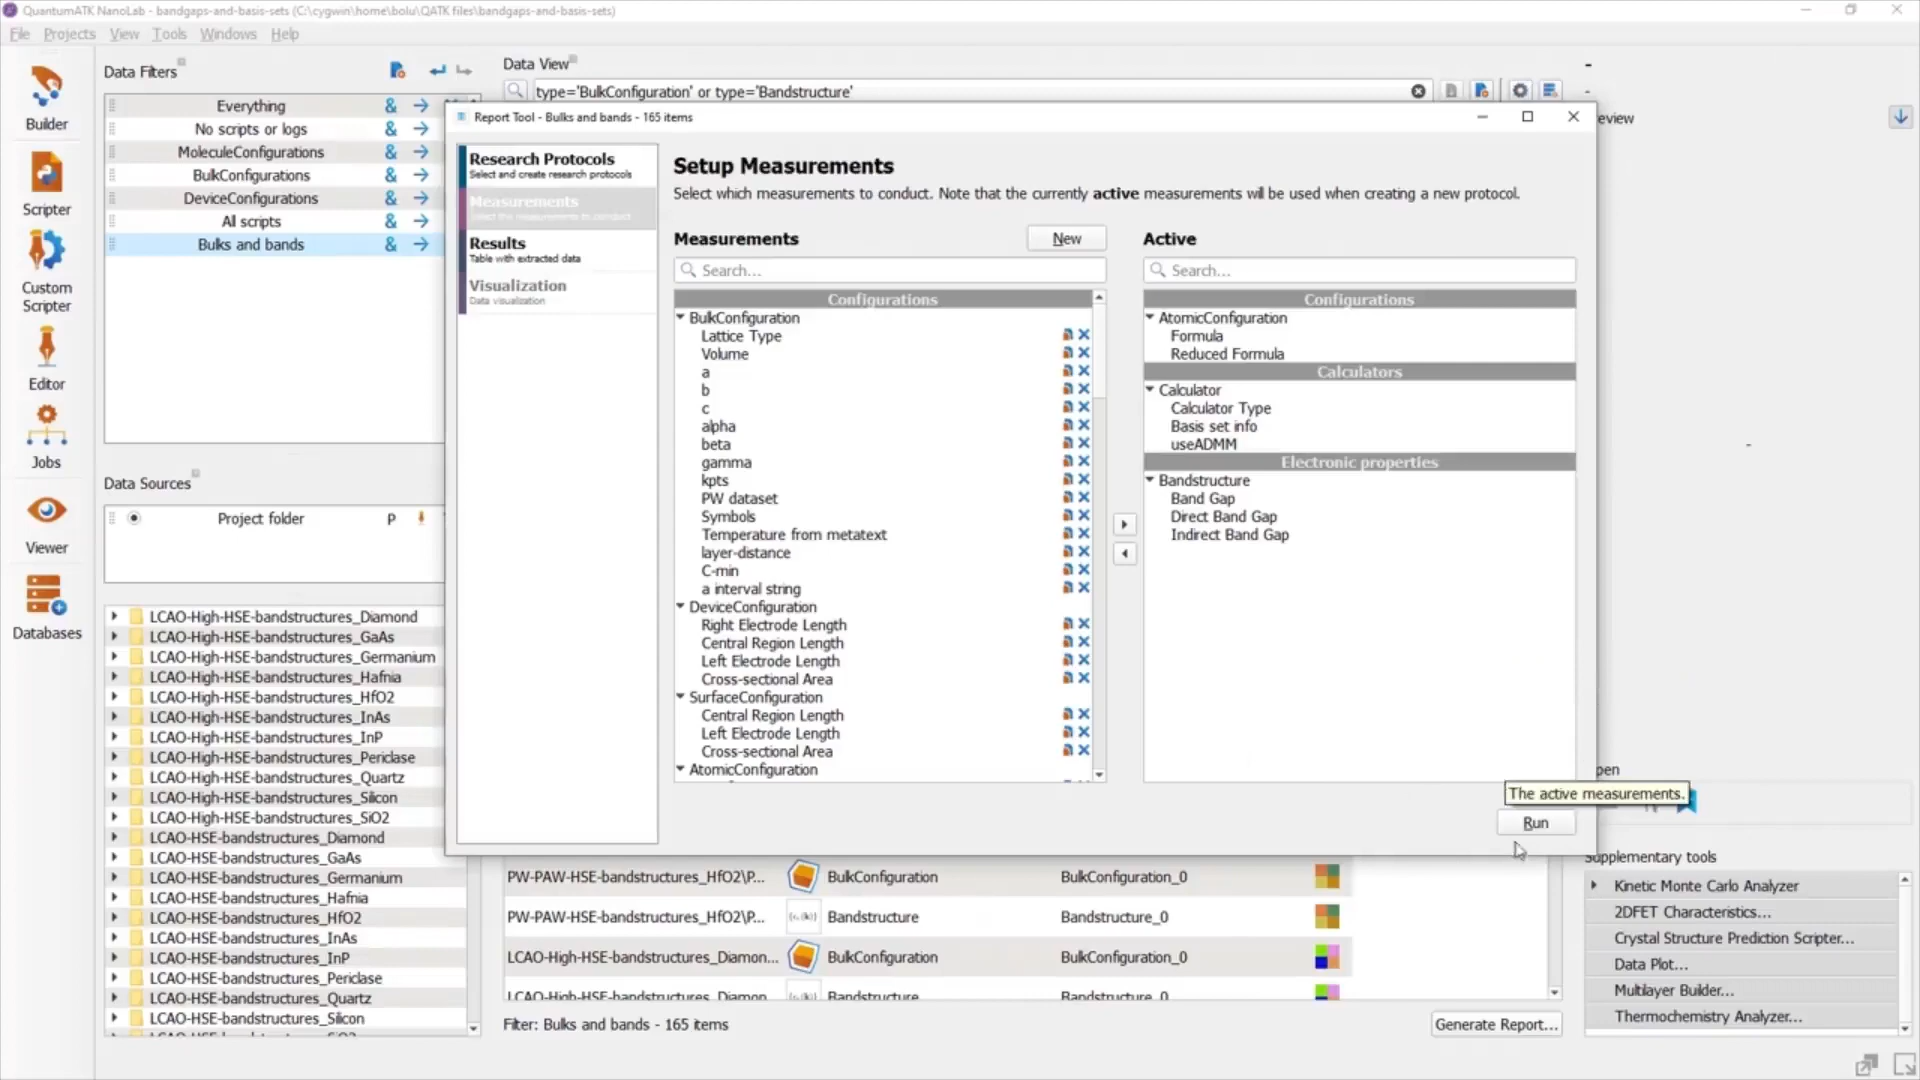 QuantumATK NanoLab - bandgaps-and-basis-sets (C:\cygwin\home\bolu\QATK files\bandgaps-and-basis-sets)
File Projects View Tools Windows Help
Builder
Scripter
Custom
Scripter
Editor
Jobs
Viewer
Databases
Data Filters
Everything & 
No scripts or logs &
MoleculeConfigurations &
BulkConfigurations &
DeviceConfigurations &
All scripts &
Bulks and bands &
Data Sources
Project folder P
LCAO-High-HSE-bandstructures_Diamond
LCAO-High-HSE-bandstructures_GaAs
LCAO-High-HSE-bandstructures_Germanium
LCAO-High-HSE-bandstructures_Hafnia
LCAO-High-HSE-bandstructures_HfO2
LCAO-High-HSE-bandstructures_InAs
LCAO-High-HSE-bandstructures_InP
LCAO-High-HSE-bandstructures_Periclase
LCAO-High-HSE-bandstructures_Quartz
LCAO-High-HSE-bandstructures_Silicon
LCAO-High-HSE-bandstructures_SiO2
LCAO-HSE-bandstructures_Diamond
LCAO-HSE-bandstructures_GaAs
LCAO-HSE-bandstructures_Germanium
LCAO-HSE-bandstructures_Hafnia
LCAO-HSE-bandstructures_HfO2
LCAO-HSE-bandstructures_InAs
LCAO-HSE-bandstructures_InP
LCAO-HSE-bandstructures_Periclase
LCAO-HSE-bandstructures_Quartz
LCAO-HSE-bandstructures_Silicon
Data View
type='BulkConfiguration' or type='Bandstructure'
Report Tool - Bulks and bands - 165 items
Research Protocols
Select and create research protocols
Measurements
Select the measurements to conduct
Results
Table with extracted data
Visualization
Data visualization
Setup Measurements
Select which measurements to conduct. Note that the currently active measurements will be used when creating a new protocol.
Measurements New
Search...
Configurations
BulkConfiguration
Lattice Type
Volume
a
b
c
alpha
beta
gamma
kpts
PW dataset
Symbols
Temperature from metatext
layer-distance
C-min
a interval string
DeviceConfiguration
Right Electrode Length
Central Region Length
Left Electrode Length
Cross-sectional Area
SurfaceConfiguration
Central Region Length
Left Electrode Length
Cross-sectional Area
AtomicConfiguration
Active
Search...
Configurations
AtomicConfiguration
Formula
Reduced Formula
Calculators
Calculator
Calculator Type
Basis set info
useADMM
Electronic properties
Bandstructure
Band Gap
Direct Band Gap
Indirect Band Gap
The active measurements.
Run
eview
pen
PW-PAW-HSE-bandstructures_HfO2\P... BulkConfiguration BulkConfiguration_0
PW-PAW-HSE-bandstructures_HfO2\P... Bandstructure Bandstructure_0
LCAO-High-HSE-bandstructures_Diamon... BulkConfiguration BulkConfiguration_0
LCAO-High-HSE-bandstructures_Diamon Bandstructure Bandstructure_0
Filter: Bulks and bands - 165 items
Generate Report...
Supplementary tools
Kinetic Monte Carlo Analyzer
2DFET Characteristics...
Crystal Structure Prediction Scripter...
Data Plot...
Multilayer Builder...
Thermochemistry Analyzer...